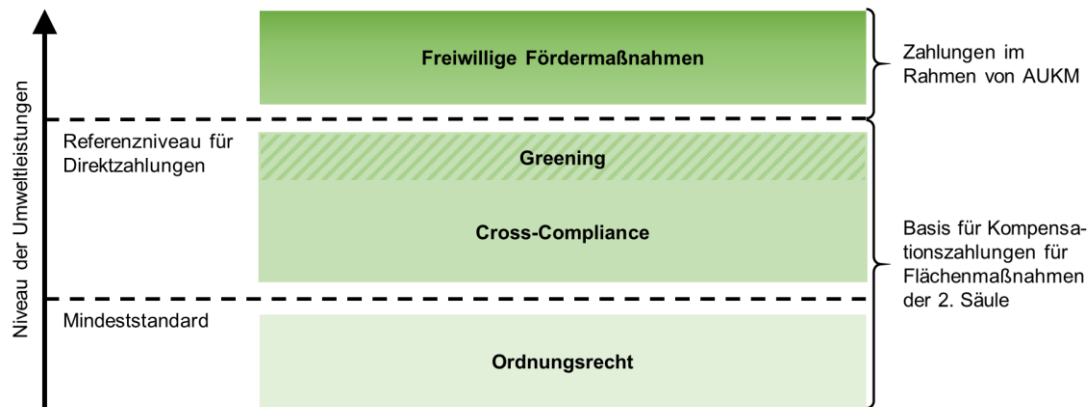 Niveau der Umweltleistungen
Freiwillige Fördermaßnahmen
Zahlungen im
Rahmen von AUKM
Referenzniveau für
Direktzahlungen
Greening
Cross-Compliance
Basis für Kompensa-
tionszahlungen für
Flächenmaßnahmen
der 2. Säule
Mindeststandard
Ordnungsrecht